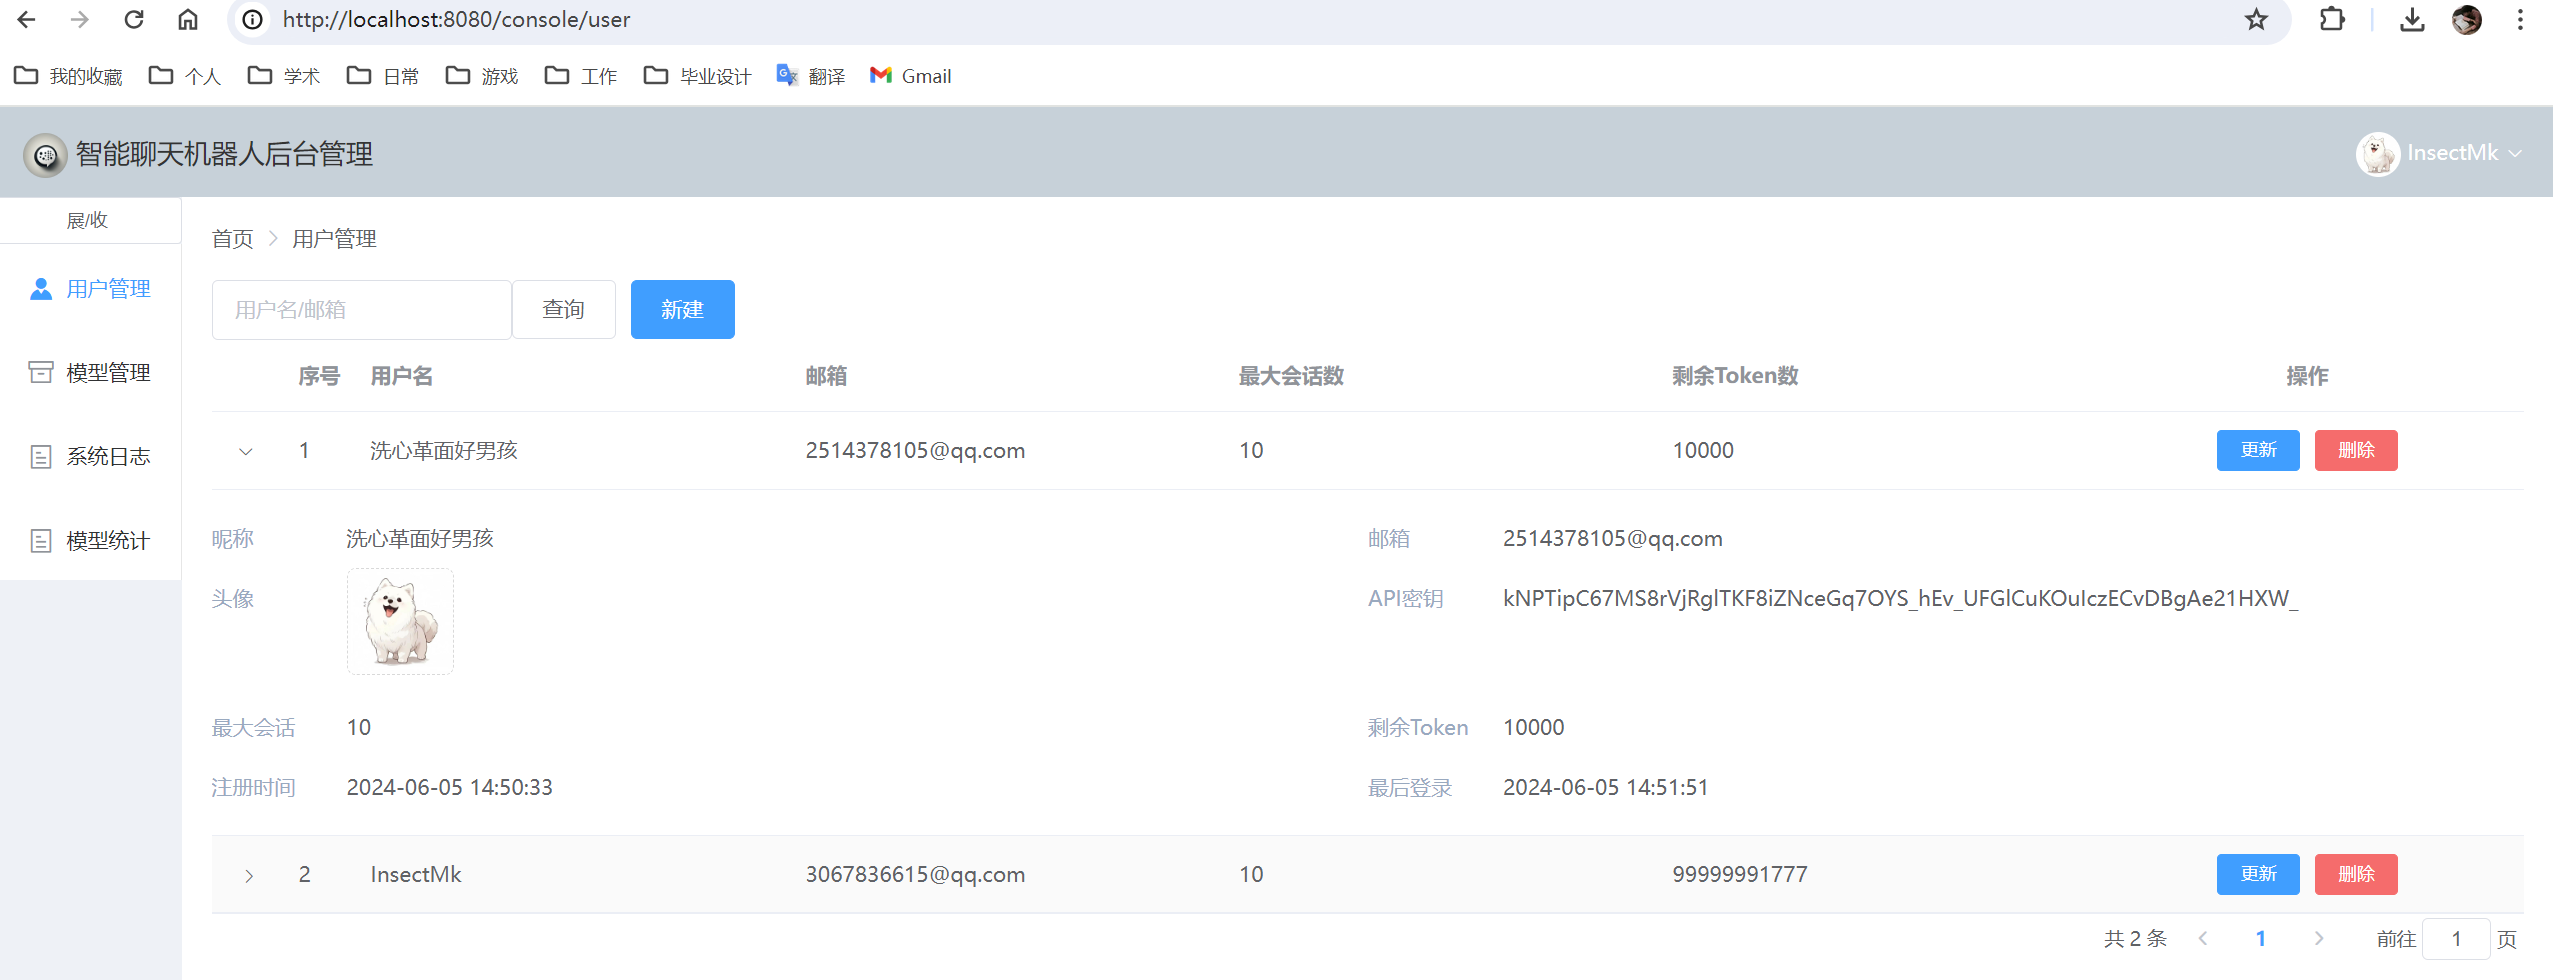 http://localhost:8080/console/user
我的收藏 个人 学术 日常 游戏 工作 毕业设计 翻译 Gmail
智能聊天机器人后台管理 InsectMk
展/收
用户管理
模型管理
系统日志
模型统计
首页 > 用户管理
用户名/邮箱 查询 新建
序号 用户名 邮箱 最大会话数 剩余Token数 操作
1 洗心革面好男孩 2514378105@qq.com 10 10000 更新 删除
昵称 洗心革面好男孩 邮箱 2514378105@qq.com
头像 API密钥 kNPTipC67MS8rVjRglTKF8iZNceGq7OYS_hEv_UFGlCuKOuIczECvDBgAe21HXW_
最大会话 10 剩余Token 10000
注册时间 2024-06-05 14:50:33 最后登录 2024-06-05 14:51:51
2 InsectMk 3067836615@qq.com 10 99999991777 更新 删除
共 2 条 < 1 > 前往 1 页